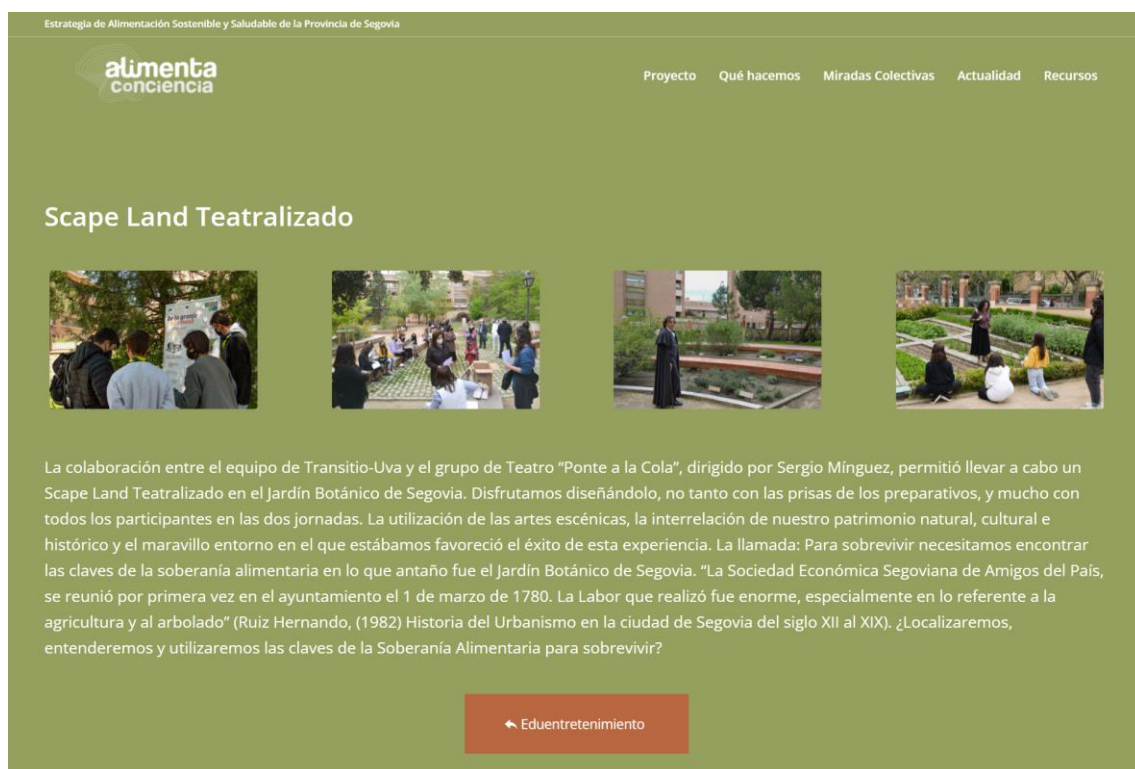 Estrategia de Alimentación Sostenible y Saludable de la Provincia de Segovia
alimenta
conciencia
Proyecto Qué hacemos Miradas Colectivas Actualidad Recursos
Scape Land Teatralizado
La colaboración entre el equipo de Transitio-Uva y el grupo de Teatro “Ponte a la Cola”, dirigido por Sergio Mínguez, permitió llevar a cabo un
Scape Land Teatralizado en el Jardín Botánico de Segovia. Disfrutamos diseñándolo, no tanto con las prisas de los preparativos, y mucho con
todos los participantes en las dos jornadas. La utilización de las artes escénicas, la interrelación de nuestro patrimonio natural, cultural e
histórico y el maravillo entorno en el que estábamos favoreció el éxito de esta experiencia. La llamada: Para sobrevivir necesitamos encontrar
las claves de la soberanía alimentaria en lo que antaño fue el Jardín Botánico de Segovia. “La Sociedad Económica Segoviana de Amigos del País,
se reunió por primera vez en el ayuntamiento el 1 de marzo de 1780. La Labor que realizó fue enorme, especialmente en lo referente a la
agricultura y al arbolado” (Ruiz Hernando, (1982) Historia del Urbanismo en la ciudad de Segovia del siglo XII al XIX). ¿Localizaremos,
entenderemos y utilizaremos las claves de la Soberanía Alimentaria para sobrevivir?
Eduentretenimiento